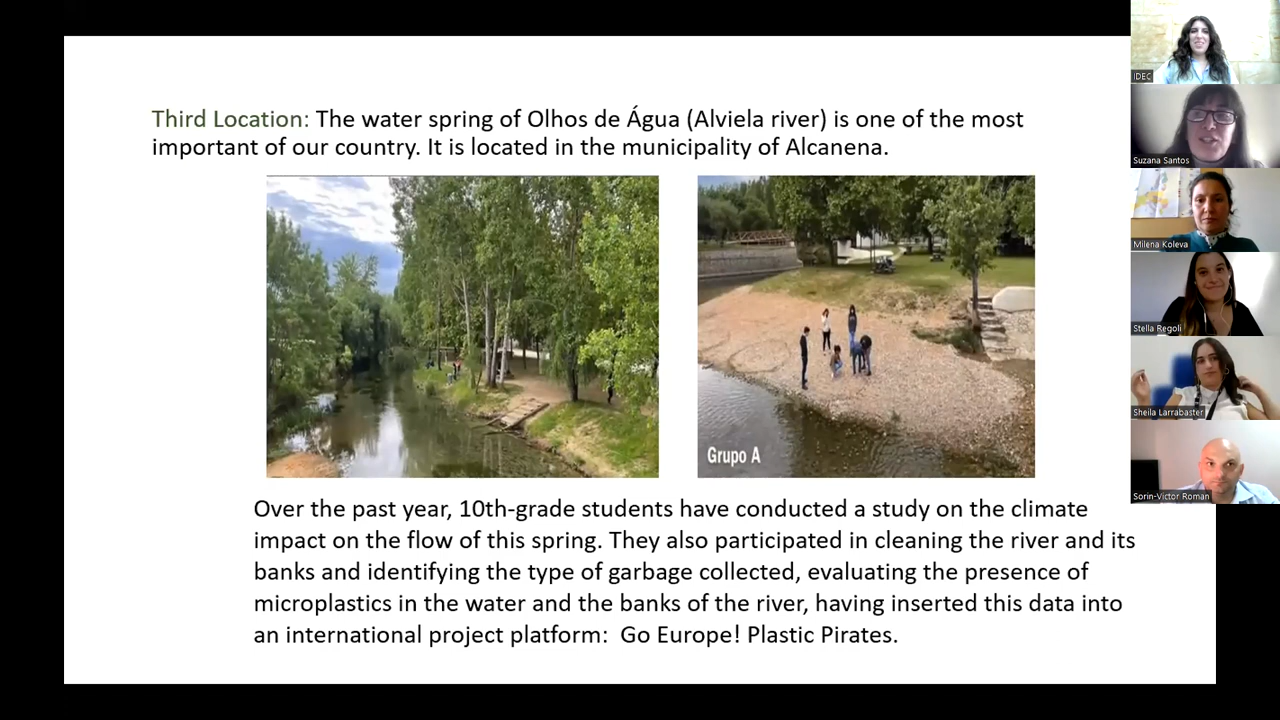 Third Location: The water spring of Olhos de Água (Alviela river) is one of the most
important of our country. It is located in the municipality of Alcanena.
Grupo A
Over the past year, 10th-grade students have conducted a study on the climate
impact on the flow of this spring. They also participated in cleaning the river and its
banks and identifying the type of garbage collected, evaluating the presence of
microplastics in the water and the banks of the river, having inserted this data into
an international project platform: Go Europe! Plastic Pirates.
IDEC
Suzana Santos
Milena Koleva
Stella Regoli
Sheila Larrabaster
Sorin-Victor Roman